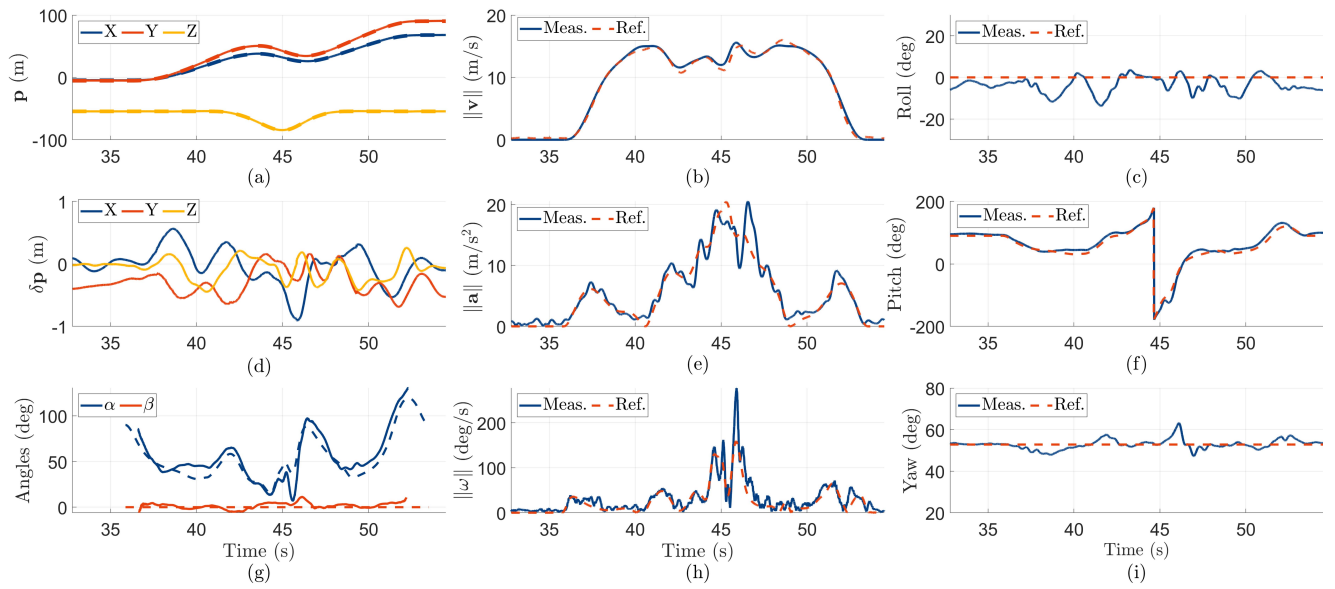 100
0
-100
p (m)
X Y Z
35 40 45 50
(a)
20
10
0
||v|| (m/s)
Meas. Ref.
35 40 45 50
(b)
20
0
-20
Roll (deg)
Meas. Ref.
35 40 45 50
(c)
1
0
-1
δp (m)
X Y Z
35 40 45 50
(d)
20
10
0
||a|| (m/s²)
Meas. Ref.
35 40 45 50
(e)
200
0
-200
Pitch (deg)
Meas. Ref.
35 40 45 50
(f)
100
50
0
Angles (deg)
α β
35 40 45 50
Time (s)
(g)
200
100
0
||ω|| (deg/s)
Meas. Ref.
35 40 45 50
Time (s)
(h)
80
60
40
20
Yaw (deg)
Meas. Ref.
35 40 45 50
Time (s)
(i)